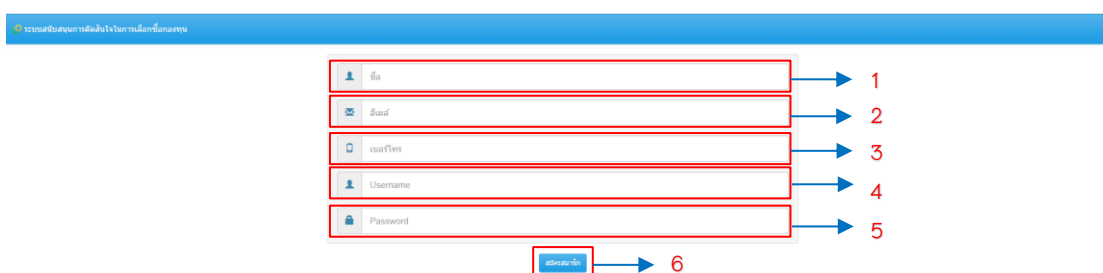 ระบบสนับสนุนการตัดสินใจในการเลือกซื้อกองทุน
ชื่อ 1
อีเมล์ 2
เบอร์โทร 3
Username 4
Password 5
สมัครสมาชิก 6